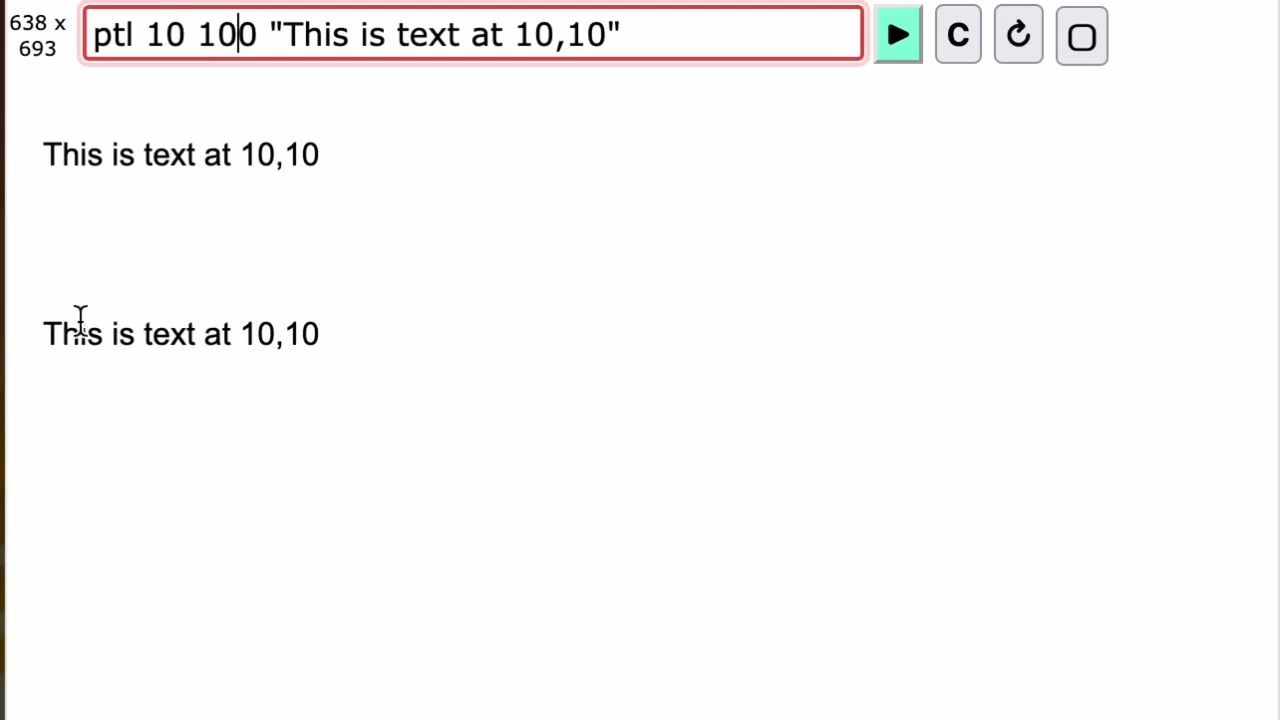 638 x
693
ptl 10 100 "This is text at 10,10"
C
This is text at 10,10
This is text at 10,10